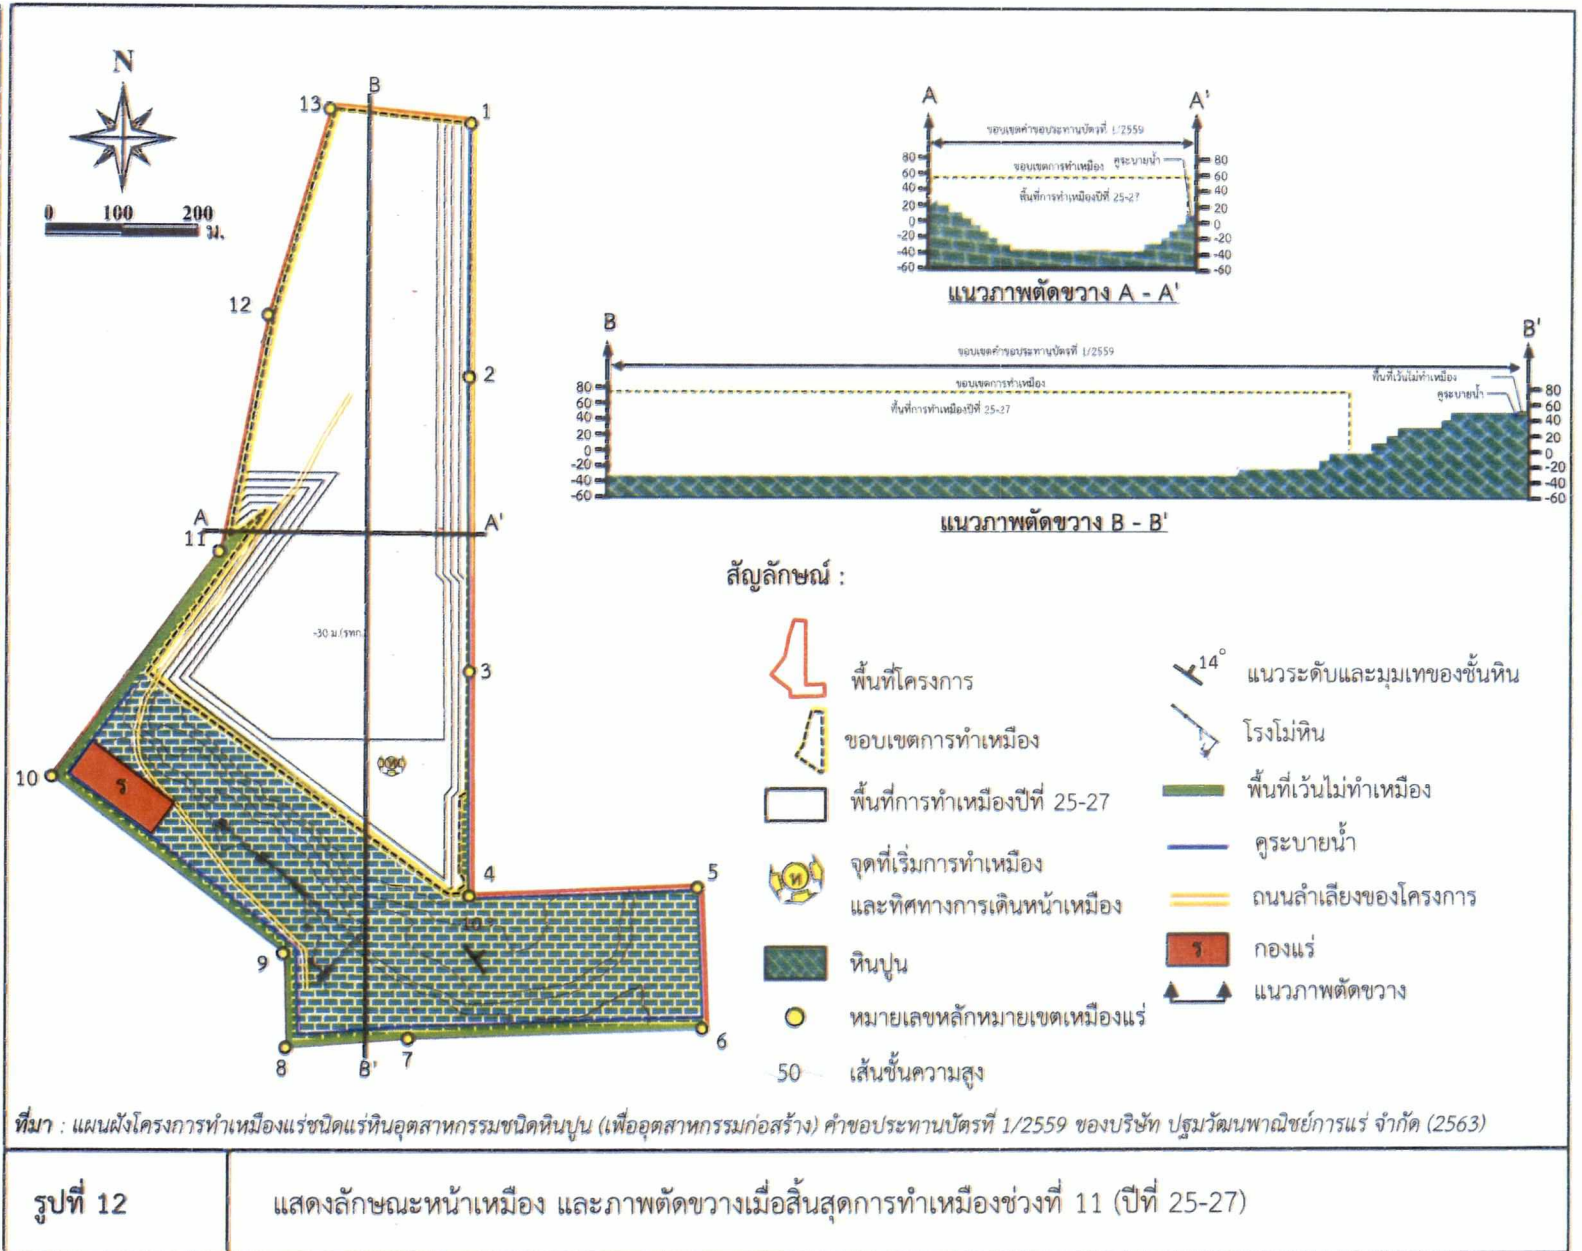 N
0 100 200
ม.
B
13
1
12
2
A
A'
11
-30 ม.(รทก.)
3
10
ร
ท
4
5
10°
9
6
7
8
B'
A
A'
ขอบเขตคำขอประทานบัตรที่ 1/2559
ขอบเขตการทำเหมือง
คูระบายน้ำ
พื้นที่การทำเหมืองปีที่ 25-27
80
60
40
20
0
-20
-40
-60
80
60
40
20
0
-20
-40
-60
แนวภาพตัดขวาง A - A'
B
B'
ขอบเขตคำขอประทานบัตรที่ 1/2559
ขอบเขตการทำเหมือง
พื้นที่เว้นไม่ทำเหมือง
คูระบายน้ำ
พื้นที่การทำเหมืองปีที่ 25-27
80
60
40
20
0
-20
-40
-60
80
60
40
20
0
-20
-40
-60
แนวภาพตัดขวาง B - B'
สัญลักษณ์ :
พื้นที่โครงการ
ขอบเขตการทำเหมือง
พื้นที่การทำเหมืองปีที่ 25-27
ท
จุดที่เริ่มการทำเหมือง
และทิศทางการเดินหน้าเหมือง
หินปูน
หมายเลขหลักหมายเขตเหมืองแร่
50 เส้นชั้นความสูง
14° แนวระดับและมุมเทของชั้นหิน
โรงโม่หิน
พื้นที่เว้นไม่ทำเหมือง
คูระบายน้ำ
ถนนลำเลียงของโครงการ
ร กองแร่
แนวภาพตัดขวาง
ที่มา : แผนผังโครงการทำเหมืองแร่ชนิดแร่หินอุตสาหกรรมชนิดหินปูน (เพื่ออุตสาหกรรมก่อสร้าง) คำขอประทานบัตรที่ 1/2559 ของบริษัท ปฐมวัฒนพาณิชย์การแร่ จำกัด (2563)
รูปที่ 12 แสดงลักษณะหน้าเหมือง และภาพตัดขวางเมื่อสิ้นสุดการทำเหมืองช่วงที่ 11 (ปีที่ 25-27)